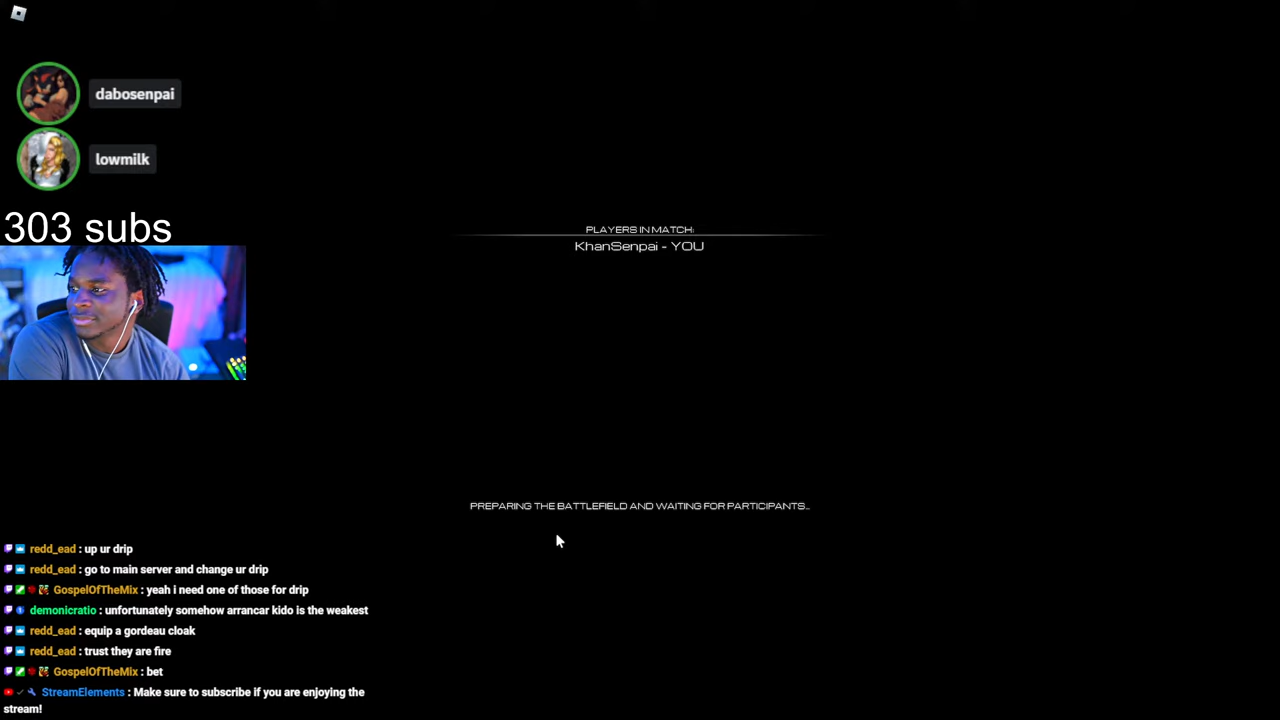 dabosenpai
lowmilk
303 subs
PLAYERS IN MATCH:
KhanSenpai - YOU
PREPARING THE BATTLEFIELD AND WAITING FOR PARTICIPANTS...
redd_ead : up ur drip
redd_ead : go to main server and change ur drip
GospelOfTheMix : yeah i need one of those for drip
demonicratio : unfortunately somehow arrancar kido is the weakest
redd_ead : equip a gordeau cloak
redd_ead : trust they are fire
GospelOfTheMix : bet
StreamElements : Make sure to subscribe if you are enjoying the
stream!